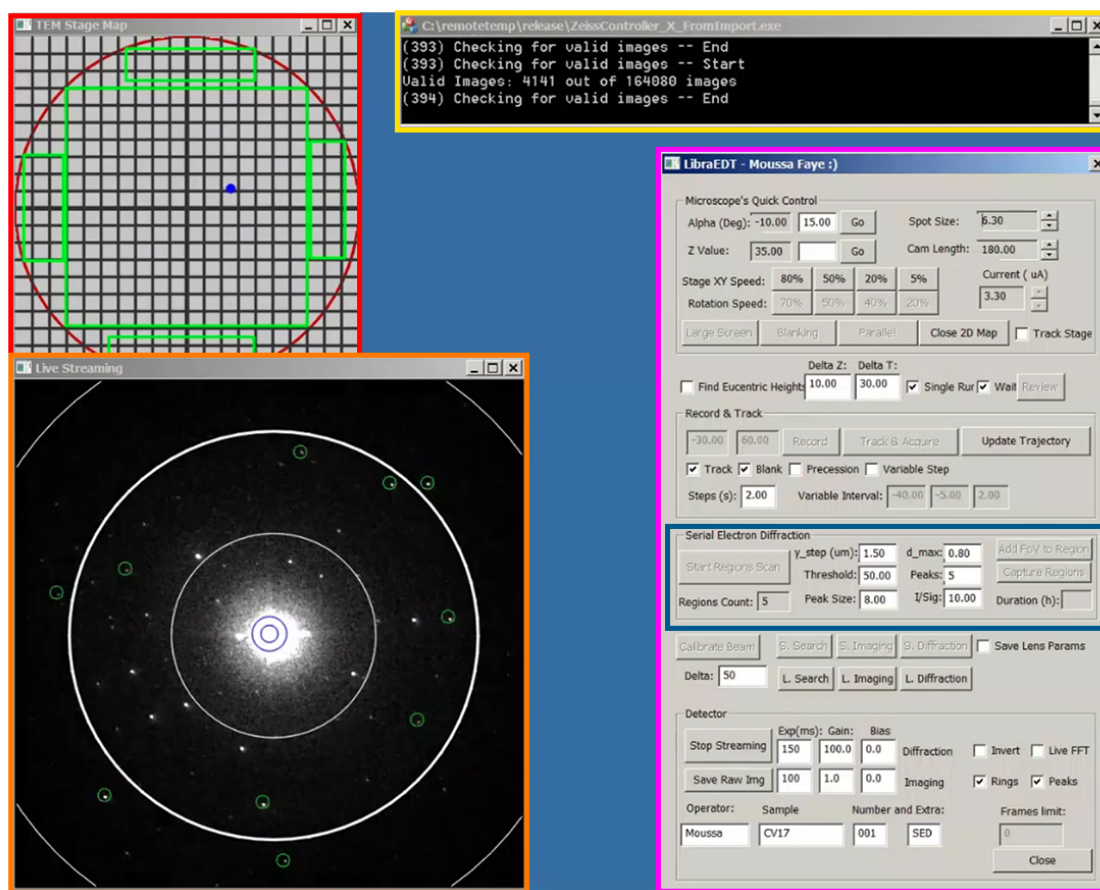 TEM Stage Map
C:\remotetemp\release\ZeissController_X_FromImport.exe
(393) Checking for valid images -- End
(393) Checking for valid images -- Start
Valid Images: 4141 out of 164080 images
(394) Checking for valid images -- End
Live Streaming
LibraEDT - Moussa Faye :)
Microscope's Quick Control
Alpha (Deg): -10.00 15.00 Go Spot Size: 6.30
Z Value: 35.00 Go Cam Length: 180.00
Stage XY Speed: 80% 50% 20% 5% Current ( uA)
Rotation Speed: 70% 50% 40% 20% 3.30
Large Screen Blanking Parallel Close 2D Map Track Stage
Delta Z: Delta T:
Find Eucentric Height: 10.00 30.00 Single Rur Wait Review
Record & Track
-30.00 60.00 Record Track & Acquire Update Trajectory
Track Blank Precession Variable Step
Steps (s): 2.00 Variable Interval: -40.00 -5.00 2.00
Serial Electron Diffraction
Start Regions Scan y_step (um): 1.50 d_max: 0.80 Add FoV to Region
Threshold: 50.00 Peaks: 5 Capture Regions
Regions Count: 5 Peak Size: 8.00 I/Sig: 10.00 Duration (h):
Calibrate Beam S. Search S. Imaging S. Diffraction Save Lens Params
Delta: 50 L. Search L. Imaging L. Diffraction
Detector
Exp(ms): Gain: Bias
Stop Streaming 150 100.0 0.0 Diffraction Invert Live FFT
Save Raw Img 100 1.0 0.0 Imaging Rings Peaks
Operator: Sample Number and Extra: Frames limit:
Moussa CV17 001 SED 0
Close